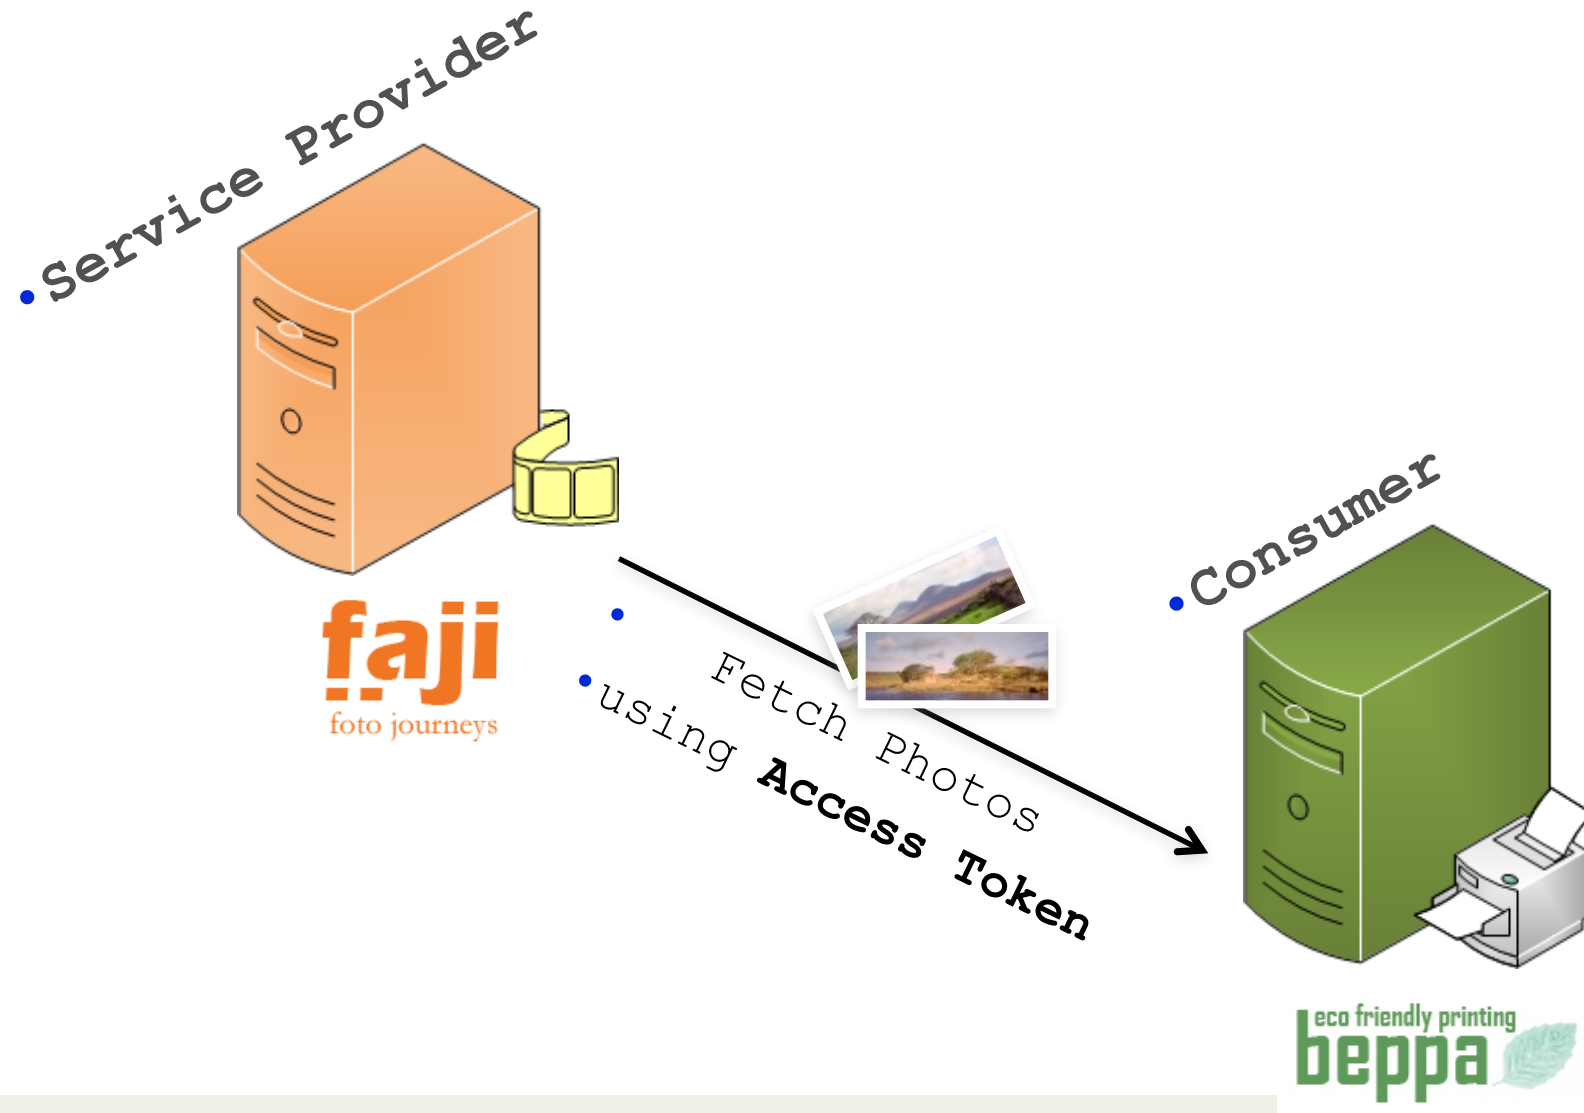 •Service Provider
faji
foto journeys
•
Fetch Photos
•using Access Token
•Consumer
eco friendly printing
beppa